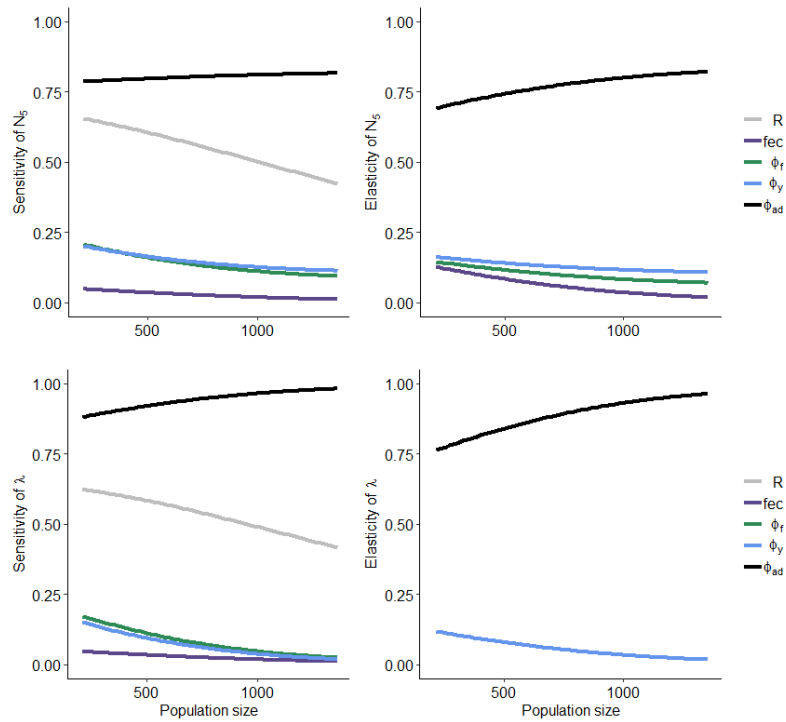 Sensitivity of N₅
1.00
0.75
0.50
0.25
0.00
500
1000
Elasticity of N₅
1.00
0.75
0.50
0.25
0.00
500
1000
R
fec
ϕf
ϕy
ϕad
Sensitivity of λ
1.00
0.75
0.50
0.25
0.00
500
1000
Population size
Elasticity of λ
1.00
0.75
0.50
0.25
0.00
500
1000
Population size
R
fec
ϕf
ϕy
ϕad